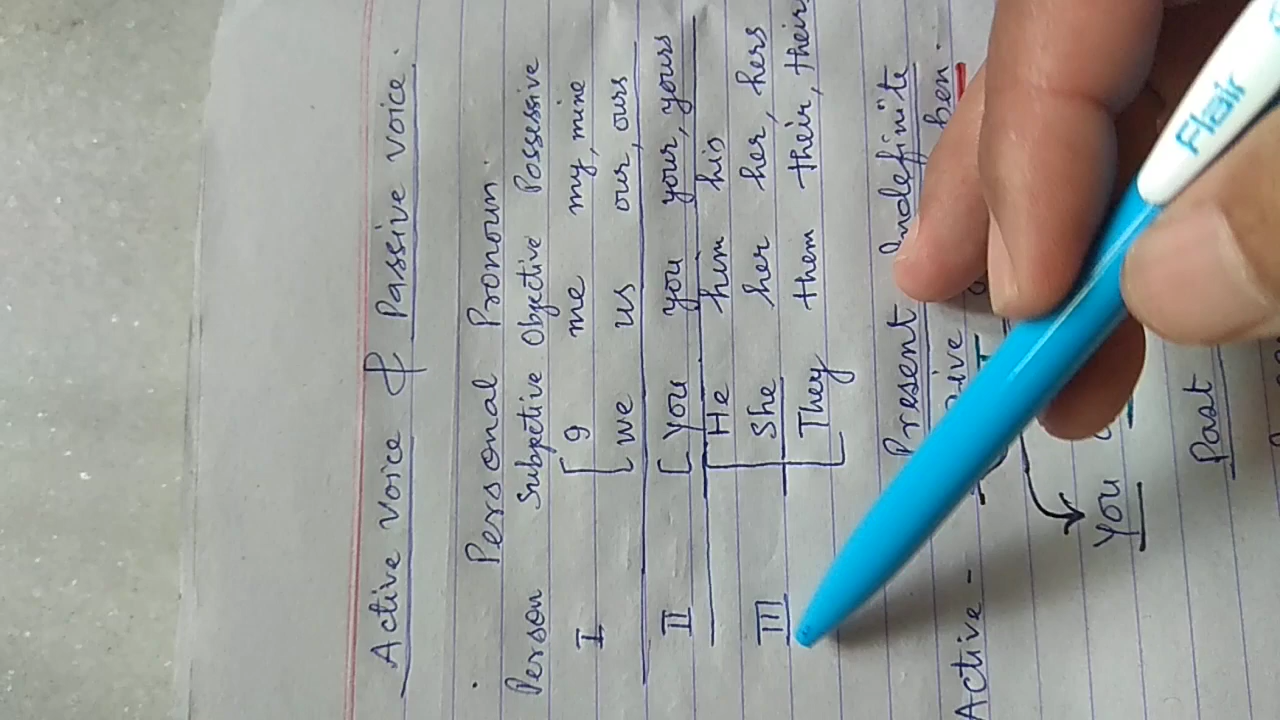 Active voice & Passive voice.
Personal Pronoun.
Person Subjective Objective Possessive
I 9 me my, mine
we us our, ours
II You you your, yours
He him his
III She her her, hers
They them their, their
Present Indefinite
Active - pen.
You
Past
Flair